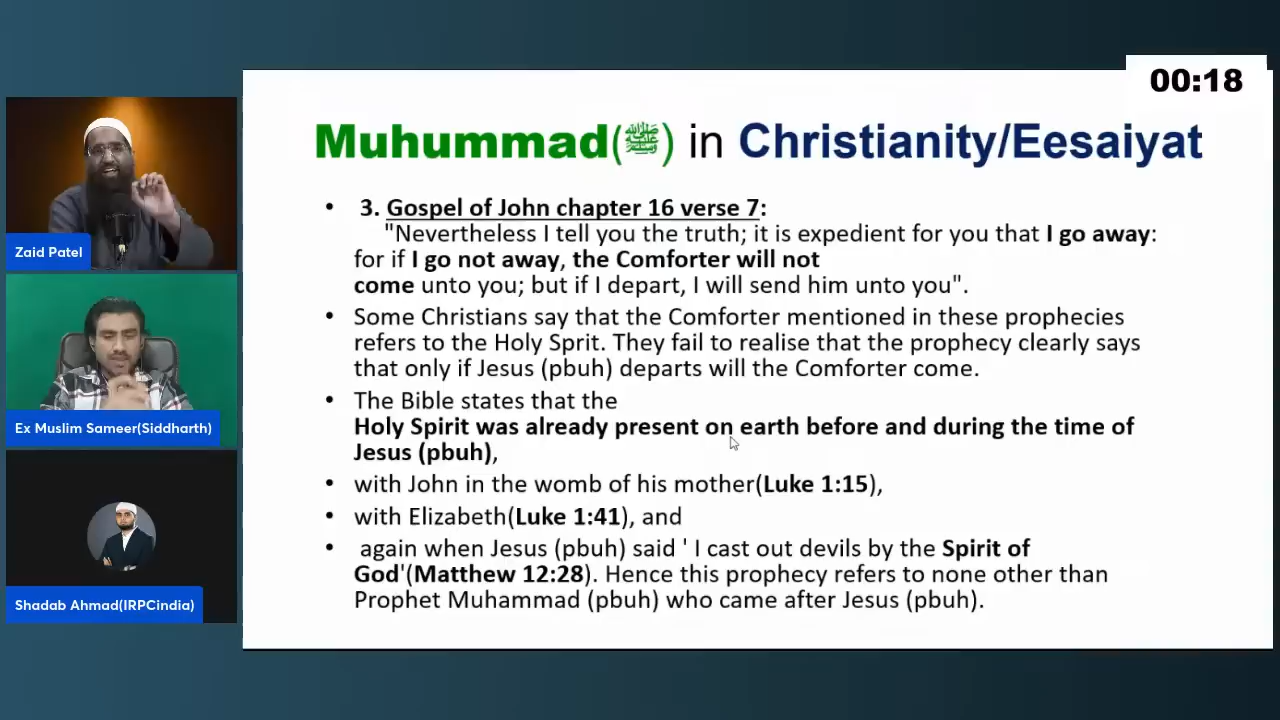 00:18
Muhummad(ﷺ) in Christianity/Eesaiyat
• 3. Gospel of John chapter 16 verse 7:
"Nevertheless I tell you the truth; it is expedient for you that I go away:
for if I go not away, the Comforter will not
come unto you; but if I depart, I will send him unto you".
• Some Christians say that the Comforter mentioned in these prophecies
refers to the Holy Sprit. They fail to realise that the prophecy clearly says
that only if Jesus (pbuh) departs will the Comforter come.
• The Bible states that the
Holy Spirit was already present on earth before and during the time of
Jesus (pbuh),
• with John in the womb of his mother(Luke 1:15),
• with Elizabeth(Luke 1:41), and
• again when Jesus (pbuh) said ' I cast out devils by the Spirit of
God'(Matthew 12:28). Hence this prophecy refers to none other than
Prophet Muhammad (pbuh) who came after Jesus (pbuh).
Zaid Patel
Ex Muslim Sameer(Siddharth)
Shadab Ahmad(IRPCindia)